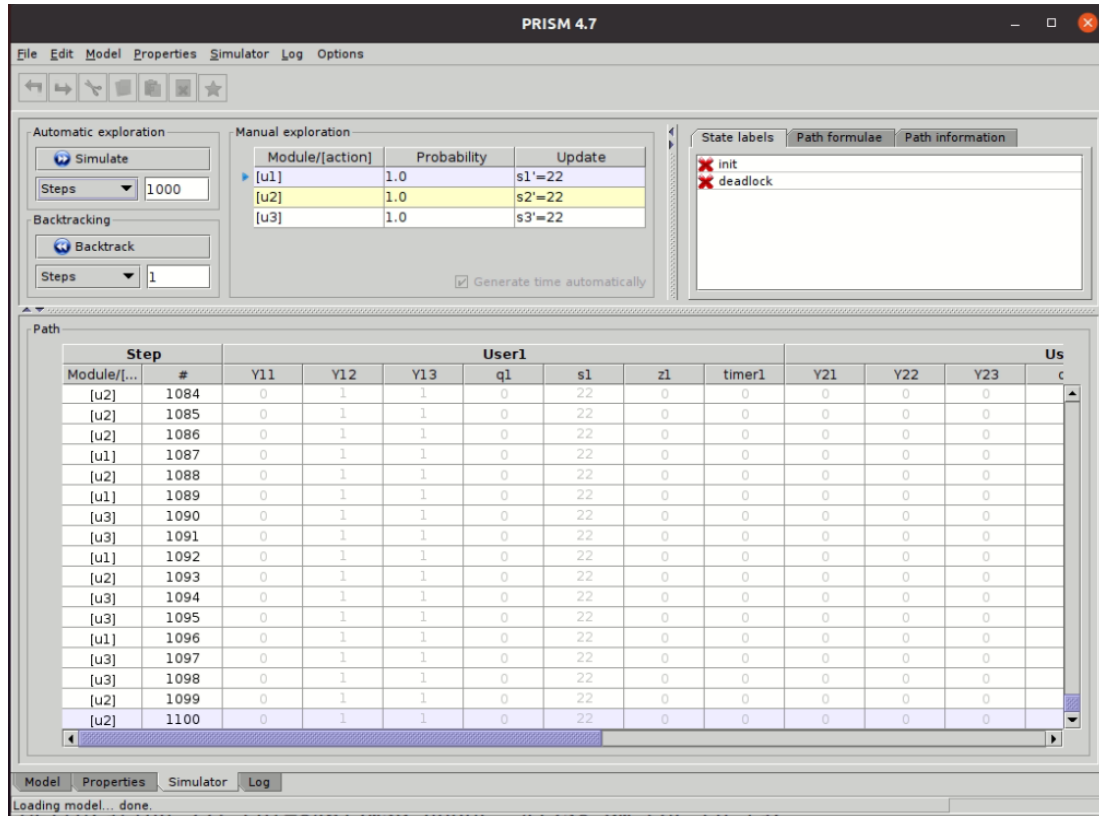 PRISM 4.7
File Edit Model Properties Simulator Log Options
Automatic exploration
Simulate
Steps 1000
Backtracking
Backtrack
Steps 1
Manual exploration
Module/[action] Probability Update
[u1] 1.0 s1'=22
[u2] 1.0 s2'=22
[u3] 1.0 s3'=22
Generate time automatically
State labels Path formulae Path information
init
deadlock
Path
Step User1 Us
Module/[... # Y11 Y12 Y13 q1 s1 z1 timer1 Y21 Y22 Y23
[u2] 1084 0 1 1 0 22 0 0 0 0 0
[u2] 1085 0 1 1 0 22 0 0 0 0 0
[u2] 1086 0 1 1 0 22 0 0 0 0 0
[u1] 1087 0 1 1 0 22 0 0 0 0 0
[u2] 1088 0 1 1 0 22 0 0 0 0 0
[u1] 1089 0 1 1 0 22 0 0 0 0 0
[u3] 1090 0 1 1 0 22 0 0 0 0 0
[u3] 1091 0 1 1 0 22 0 0 0 0 0
[u1] 1092 0 1 1 0 22 0 0 0 0 0
[u2] 1093 0 1 1 0 22 0 0 0 0 0
[u3] 1094 0 1 1 0 22 0 0 0 0 0
[u3] 1095 0 1 1 0 22 0 0 0 0 0
[u1] 1096 0 1 1 0 22 0 0 0 0 0
[u3] 1097 0 1 1 0 22 0 0 0 0 0
[u3] 1098 0 1 1 0 22 0 0 0 0 0
[u2] 1099 0 1 1 0 22 0 0 0 0 0
[u2] 1100 0 1 1 0 22 0 0 0 0 0
Model Properties Simulator Log
Loading model... done.